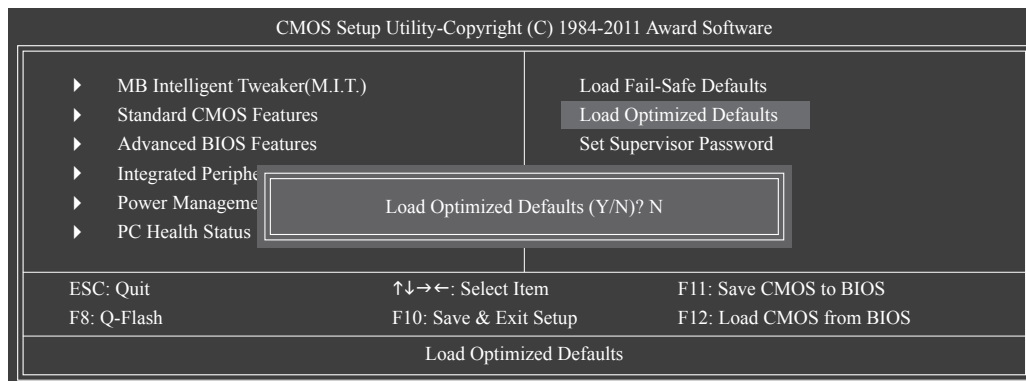 CMOS Setup Utility-Copyright (C) 1984-2011 Award Software
MB Intelligent Tweaker(M.I.T.)
Standard CMOS Features
Advanced BIOS Features
Integrated Periphe
Power Manageme
PC Health Status
Load Fail-Safe Defaults
Load Optimized Defaults
Set Supervisor Password
Load Optimized Defaults (Y/N)? N
ESC: Quit
↑↓→←: Select Item
F11: Save CMOS to BIOS
F8: Q-Flash
F10: Save & Exit Setup
F12: Load CMOS from BIOS
Load Optimized Defaults